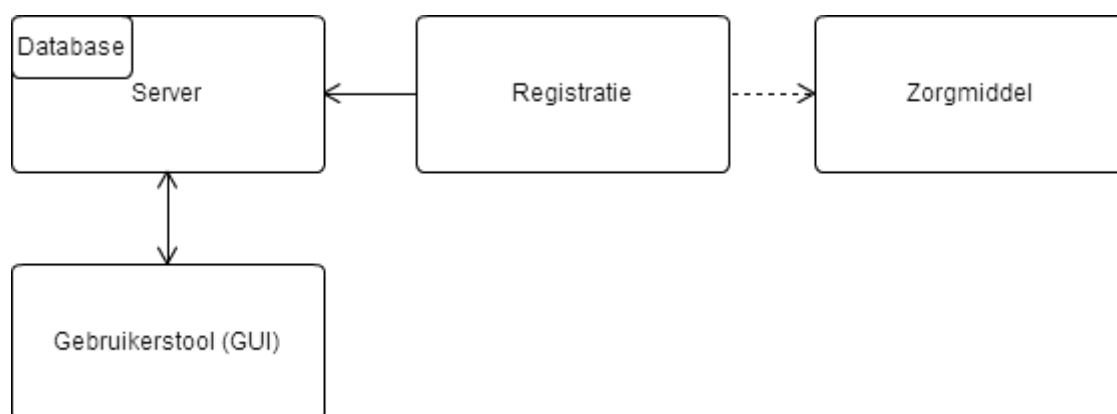 Database
Server
Registratie
Zorgmiddel
Gebruikerstool (GUI)